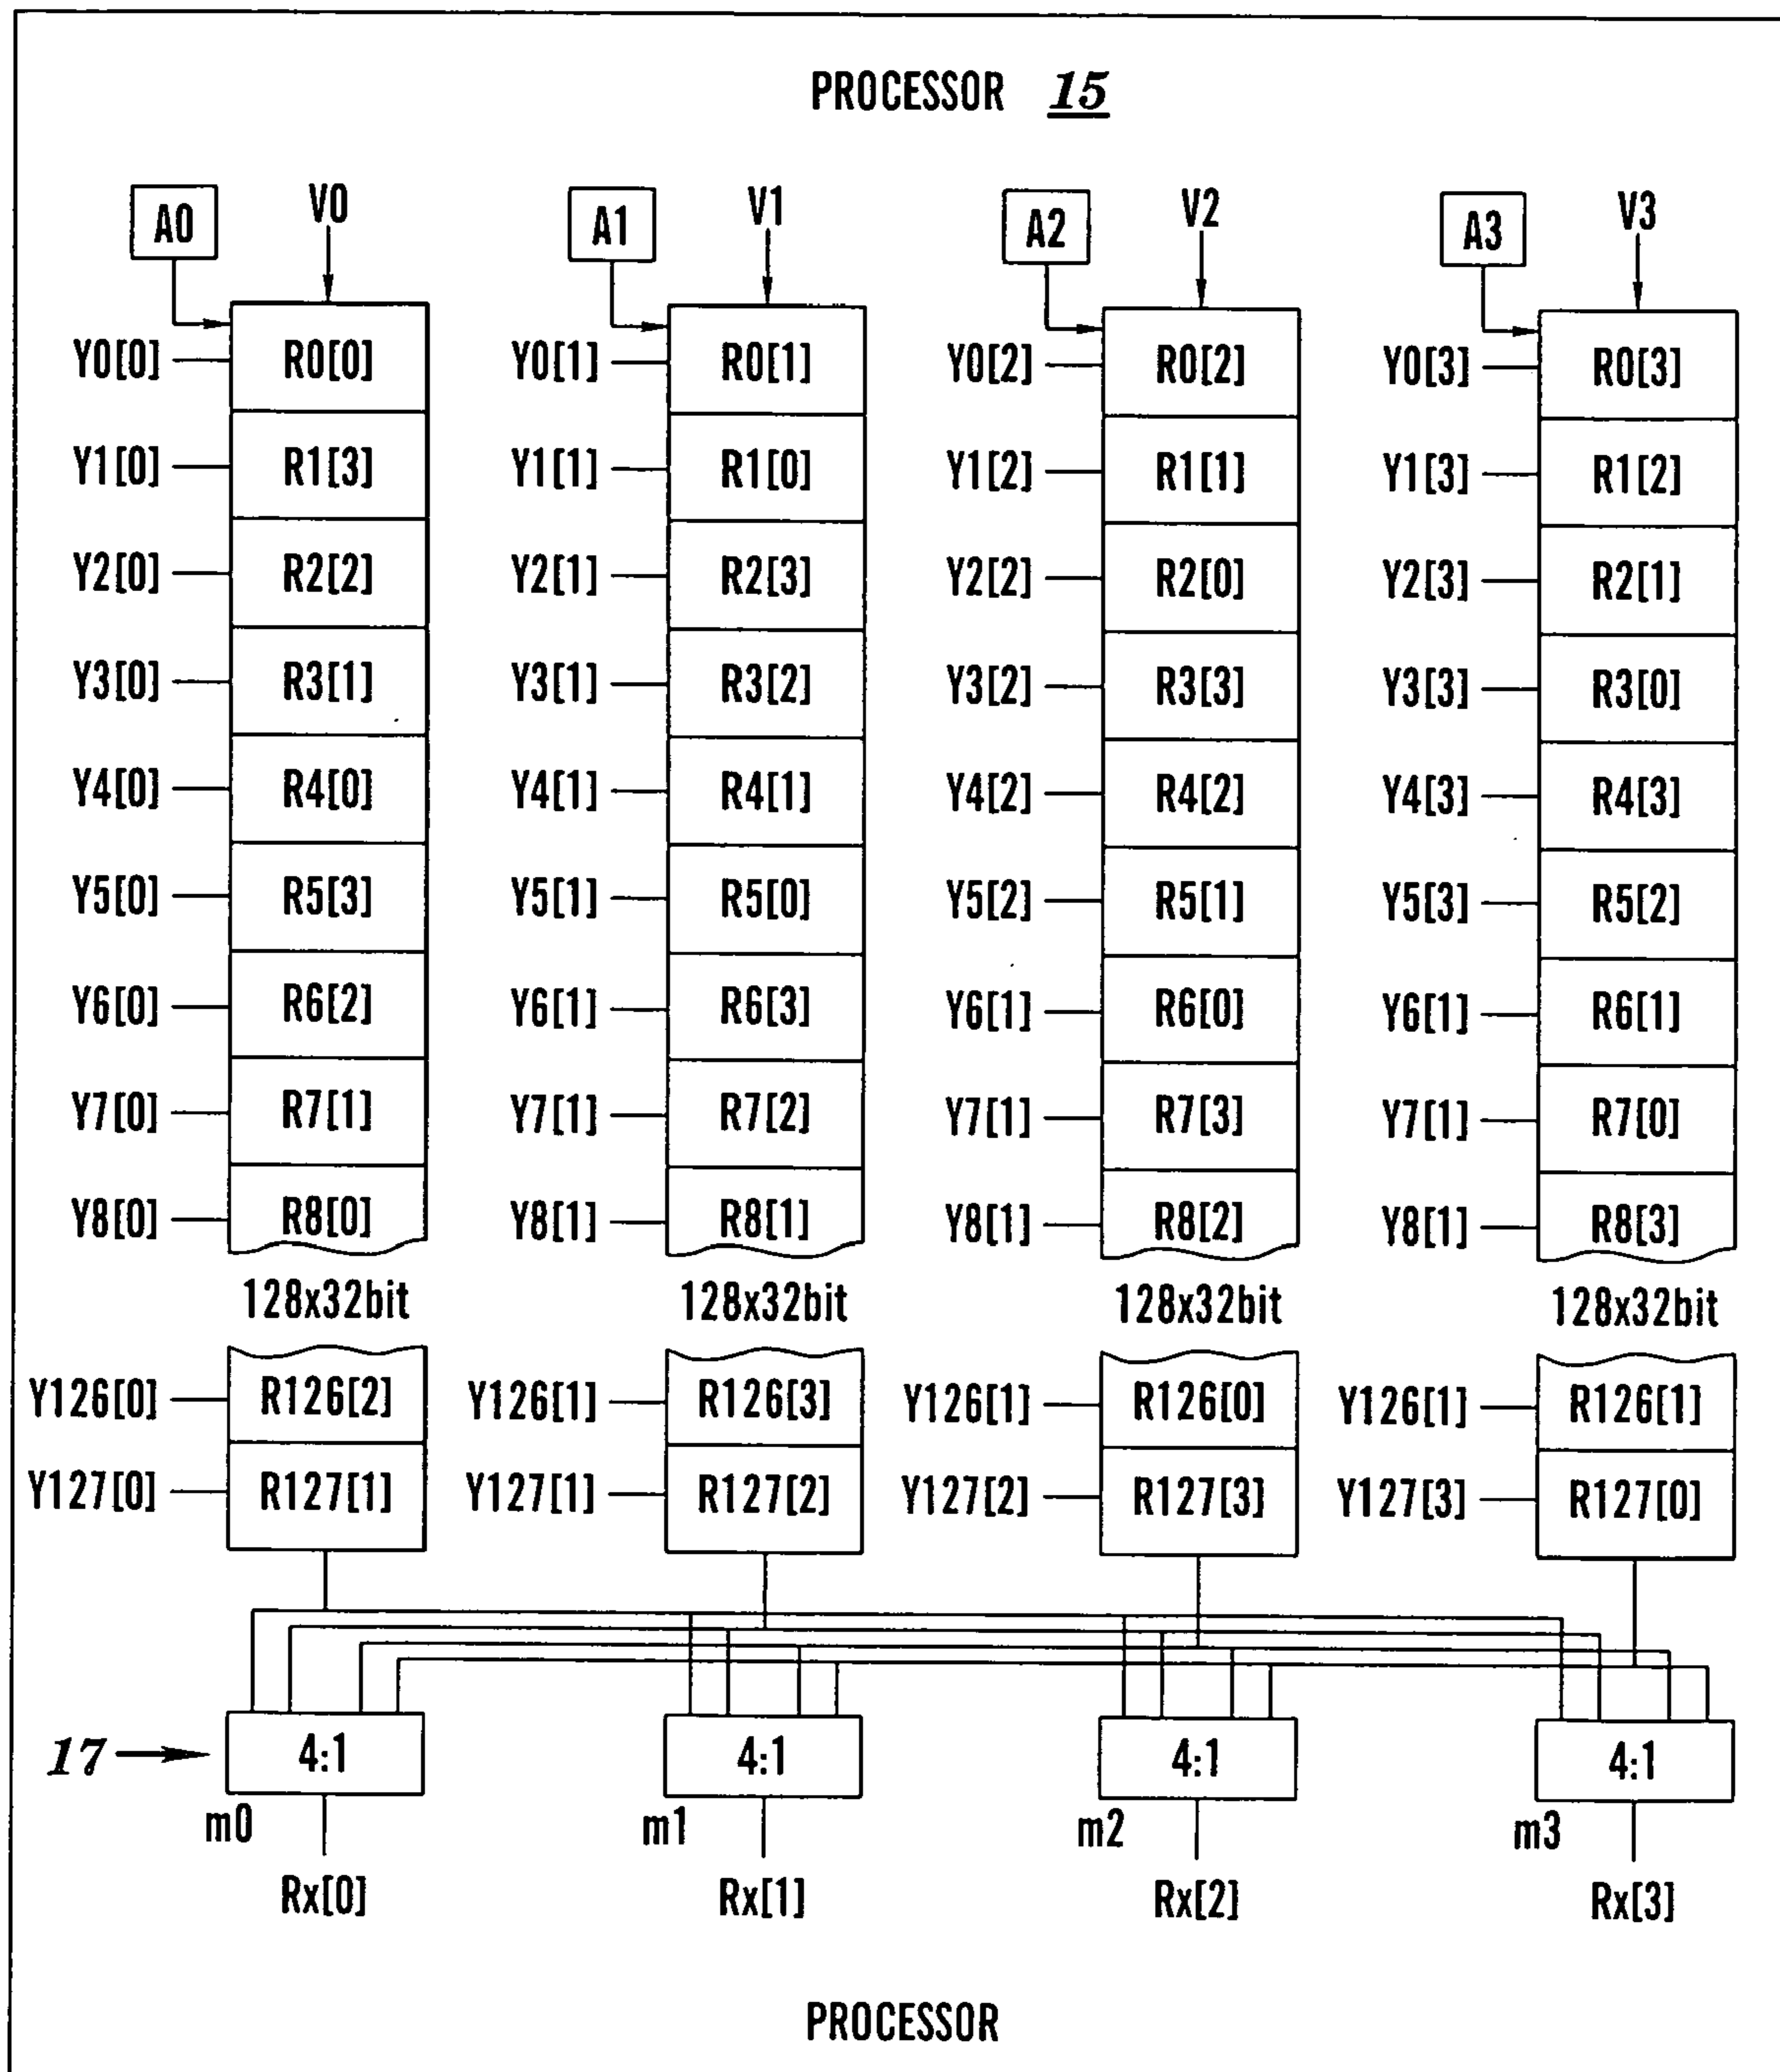 PROCESSOR 15
A0 V0 A1 V1 A2 V2 A3 V3
Y0[0] R0[0] Y0[1] R0[1] Y0[2] R0[2] Y0[3] R0[3]
Y1[0] R1[3] Y1[1] R1[0] Y1[2] R1[1] Y1[3] R1[2]
Y2[0] R2[2] Y2[1] R2[3] Y2[2] R2[0] Y2[3] R2[1]
Y3[0] R3[1] Y3[1] R3[2] Y3[2] R3[3] Y3[3] R3[0]
Y4[0] R4[0] Y4[1] R4[1] Y4[2] R4[2] Y4[3] R4[3]
Y5[0] R5[3] Y5[1] R5[0] Y5[2] R5[1] Y5[3] R5[2]
Y6[0] R6[2] Y6[1] R6[3] Y6[1] R6[0] Y6[1] R6[1]
Y7[0] R7[1] Y7[1] R7[2] Y7[1] R7[3] Y7[1] R7[0]
Y8[0] R8[0] Y8[1] R8[1] Y8[1] R8[2] Y8[1] R8[3]
128x32bit 128x32bit 128x32bit 128x32bit
Y126[0] R126[2] Y126[1] R126[3] Y126[1] R126[0] Y126[1] R126[1]
Y127[0] R127[1] Y127[1] R127[2] Y127[2] R127[3] Y127[3] R127[0]
17 4:1 4:1 4:1 4:1
m0 m1 m2 m3
Rx[0] Rx[1] Rx[2] Rx[3]
PROCESSOR